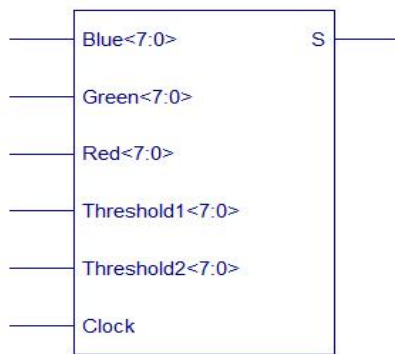 Blue<7:0> S
Green<7:0>
Red<7:0>
Threshold1<7:0>
Threshold2<7:0>
Clock